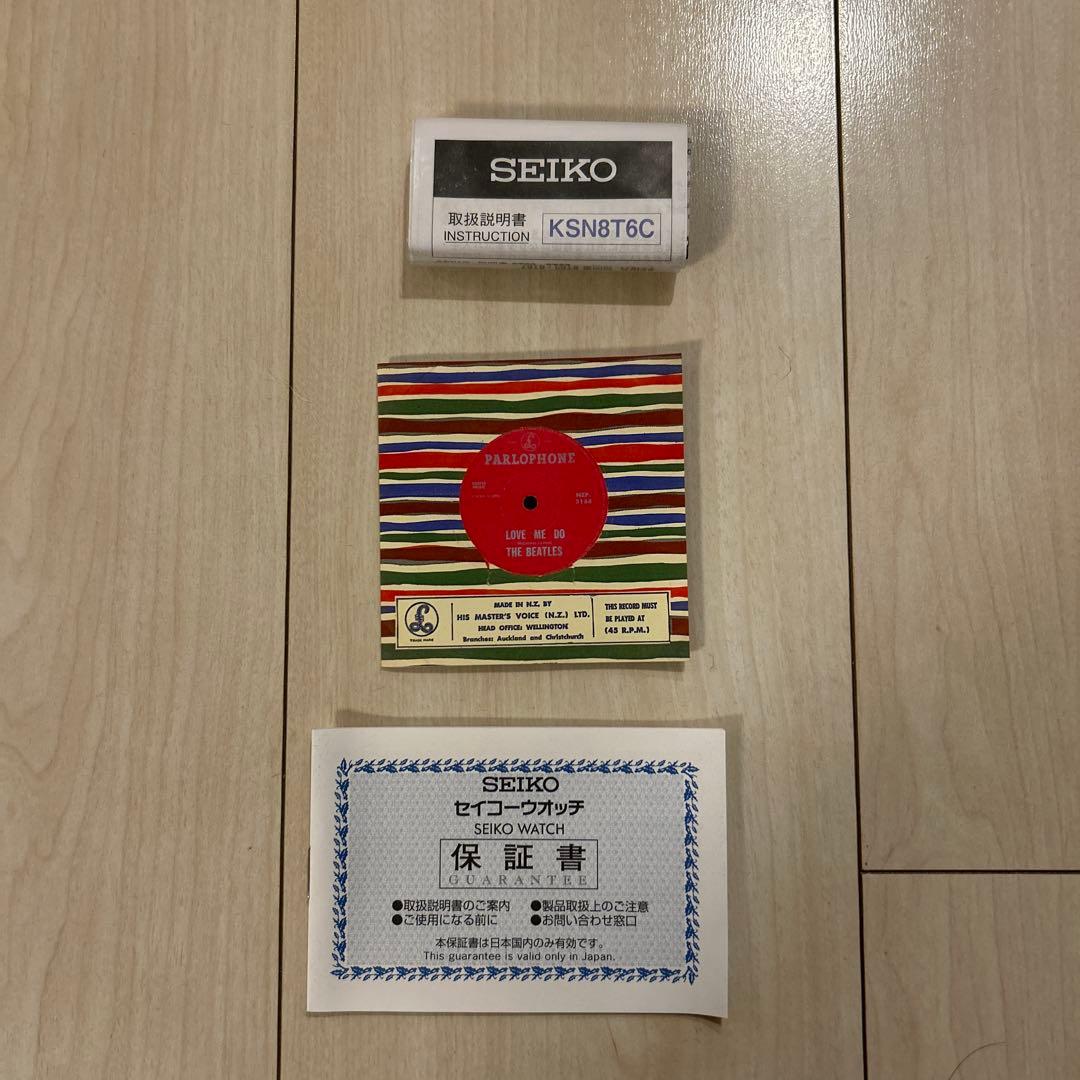 SEIKO
取扱説明書
INSTRUCTION
KSN8T6C
PARLOPHONE
NZP.
3144
LOVE ME DO
THE BEATLES
MADE IN N.Z. BY
HIS MASTER'S VOICE (N.Z.) LTD.
HEAD OFFICE: WELLINGTON
Branches: Auckland and Christchurch
TRADE MARK
THIS RECORD MUST
BE PLAYED AT
(45 R.P.M.)
SEIKO
セイコーウオッチ
SEIKO WATCH
保証書
GUARANTEE
●取扱説明書のご案内 ●製品取扱上のご注意
●ご使用になる前に ●お問い合わせ窓口
本保証書は日本国内のみ有効です。
This guarantee is valid only in Japan.